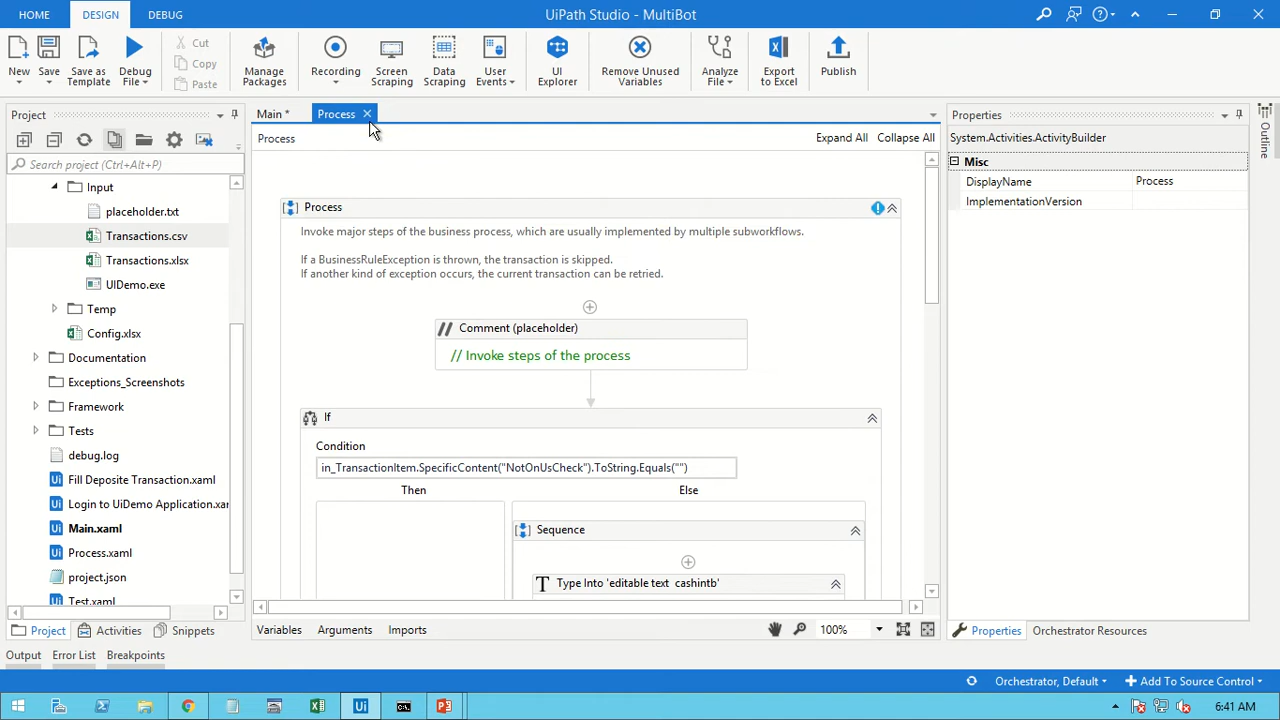 HOME
DESIGN
DEBUG
UiPath Studio - MultiBot
New
Save
Save as
Template
Debug
File
Cut
Copy
Paste
Manage
Packages
Recording
Screen
Scraping
Data
Scraping
User
Events
UI
Explorer
Remove Unused
Variables
Analyze
File
Export
to Excel
Publish
Project
Search project (Ctrl+Alt+P)
Input
placeholder.txt
Transactions.csv
Transactions.xlsx
UIDemo.exe
Temp
Config.xlsx
Documentation
Exceptions_Screenshots
Framework
Tests
debug.log
Fill Deposite Transaction.xaml
Login to UiDemo Application.xar
Main.xaml
Process.xaml
project.json
Test.xaml
Project
Activities
Snippets
Main *
Process
Process
Expand All
Collapse All
Process
Invoke major steps of the business process, which are usually implemented by multiple subworkflows.
If a BusinessRuleException is thrown, the transaction is skipped.
If another kind of exception occurs, the current transaction can be retried.
Comment (placeholder)
// Invoke steps of the process
If
Condition
in_TransactionItem.SpecificContent("NotOnUsCheck").ToString.Equals("")
Then
Else
Sequence
Type Into 'editable text cashintb'
Variables
Arguments
Imports
100%
Properties
System.Activities.ActivityBuilder
Misc
DisplayName
Process
ImplementationVersion
Outline
Properties
Orchestrator Resources
Output
Error List
Breakpoints
Orchestrator, Default
Add To Source Control
6:41 AM